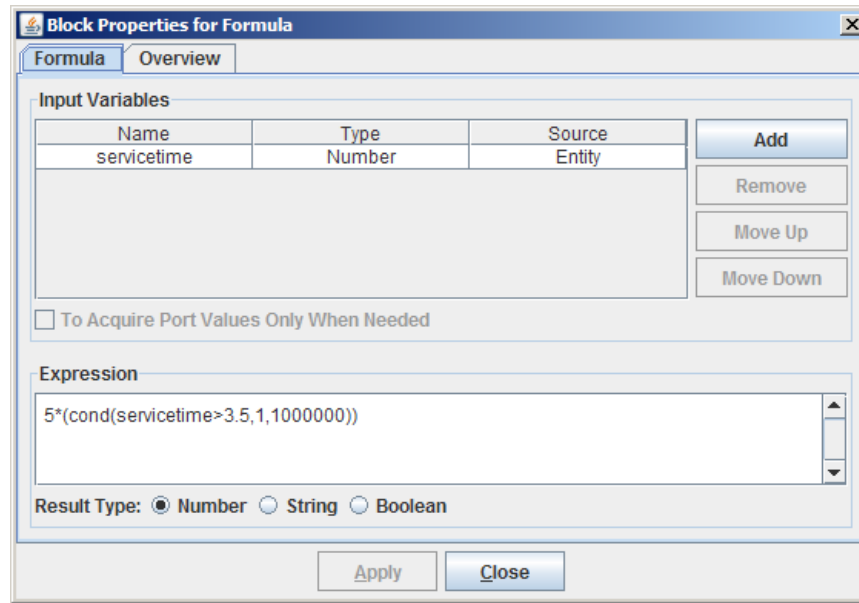 Block Properties for Formula
Formula Overview
Input Variables
Name Type Source
servicetime Number Entity
Add
Remove
Move Up
Move Down
To Acquire Port Values Only When Needed
Expression
5*(cond(servicetime>3.5,1,1000000))
Result Type: Number String Boolean
Apply Close